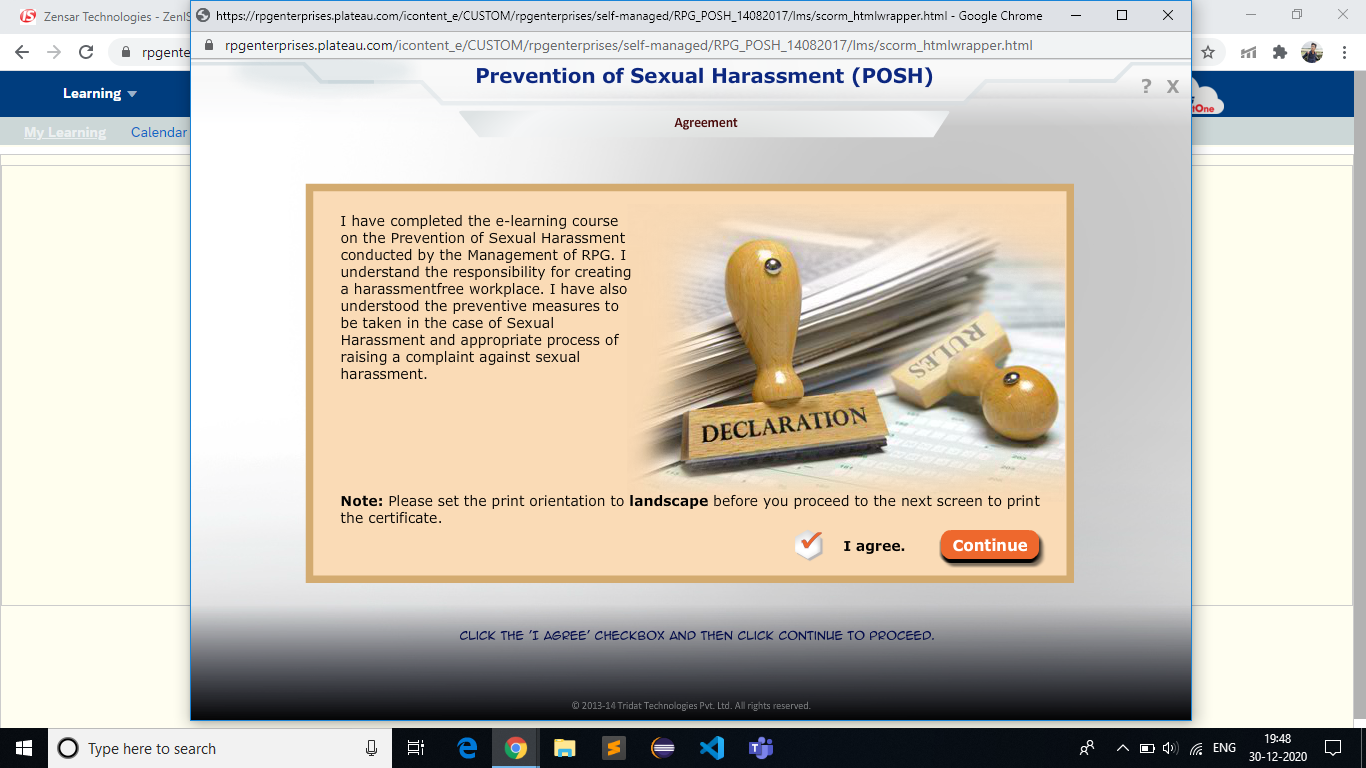 https://rpgenterprises.plateau.com/icontent_e/CUSTOM/rpgenterprises/self-managed/RPG_POSH_14082017/lms/scorm_htmlwrapper.html - Google Chrome
Zensar Technologies - ZenIS
rpgenterprises.plateau.com/icontent_e/CUSTOM/rpgenterprises/self-managed/RPG_POSH_14082017/lms/scorm_htmlwrapper.html
rpgente
Prevention of Sexual Harassment (POSH)
? X
Learning
tOne
Agreement
My Learning Calendar
I have completed the e-learning course
on the Prevention of Sexual Harassment
conducted by the Management of RPG. I
understand the responsibility for creating
a harassmentfree workplace. I have also
understood the preventive measures to
be taken in the case of Sexual
Harassment and appropriate process of
raising a complaint against sexual
harassment.
RULES
DECLARATION
Note: Please set the print orientation to landscape before you proceed to the next screen to print
the certificate.
I agree. Continue
CLICK THE 'I AGREE' CHECKBOX AND THEN CLICK CONTINUE TO PROCEED.
© 2013-14 Tridat Technologies Pvt. Ltd. All rights reserved.
Type here to search
ENG
19:48
30-12-2020